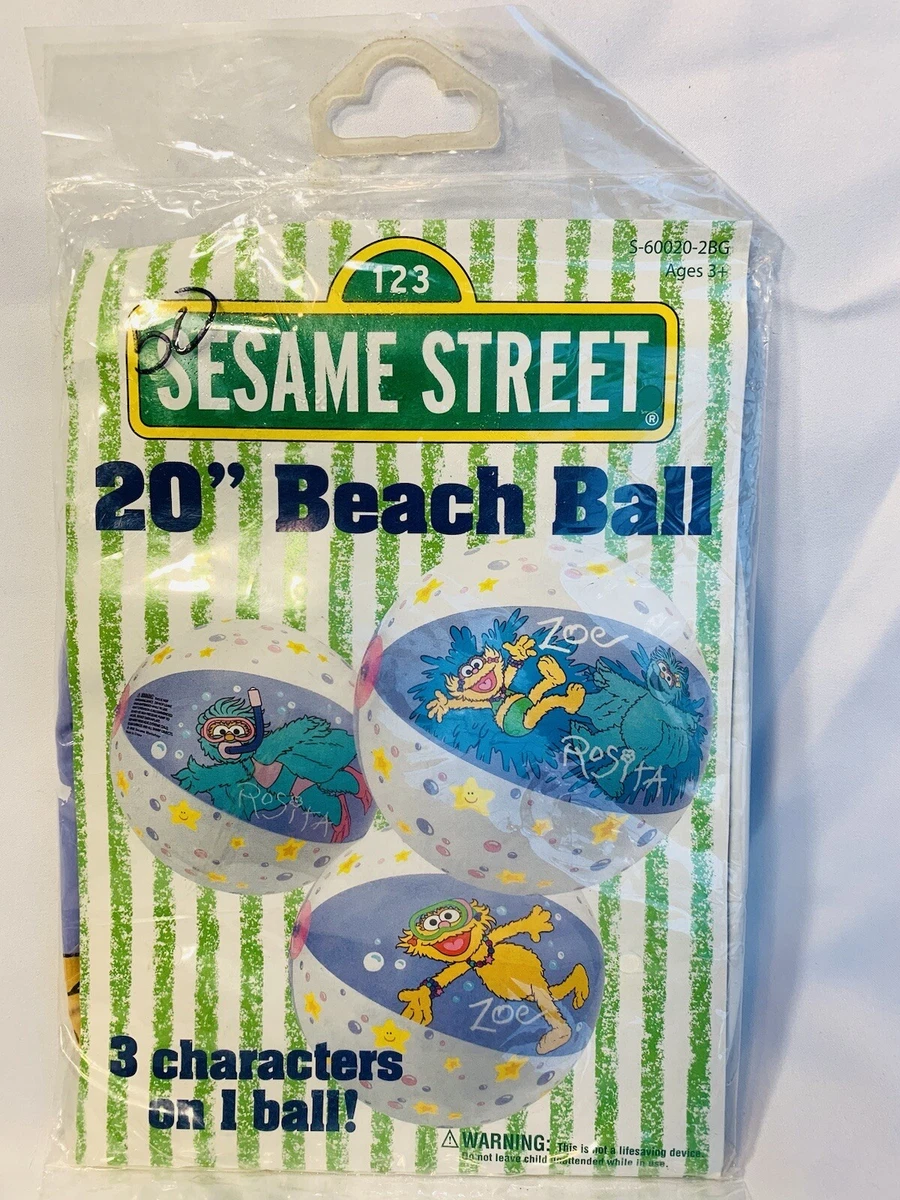 S-60020-2BG
Ages 3+
123
SESAME STREET®
20” Beach Ball
Zoe
Rosita
Rosita
Zoe
3 characters
on 1 ball!
⚠ WARNING: This is not a lifesaving device.
Do not leave child unattended while in use.